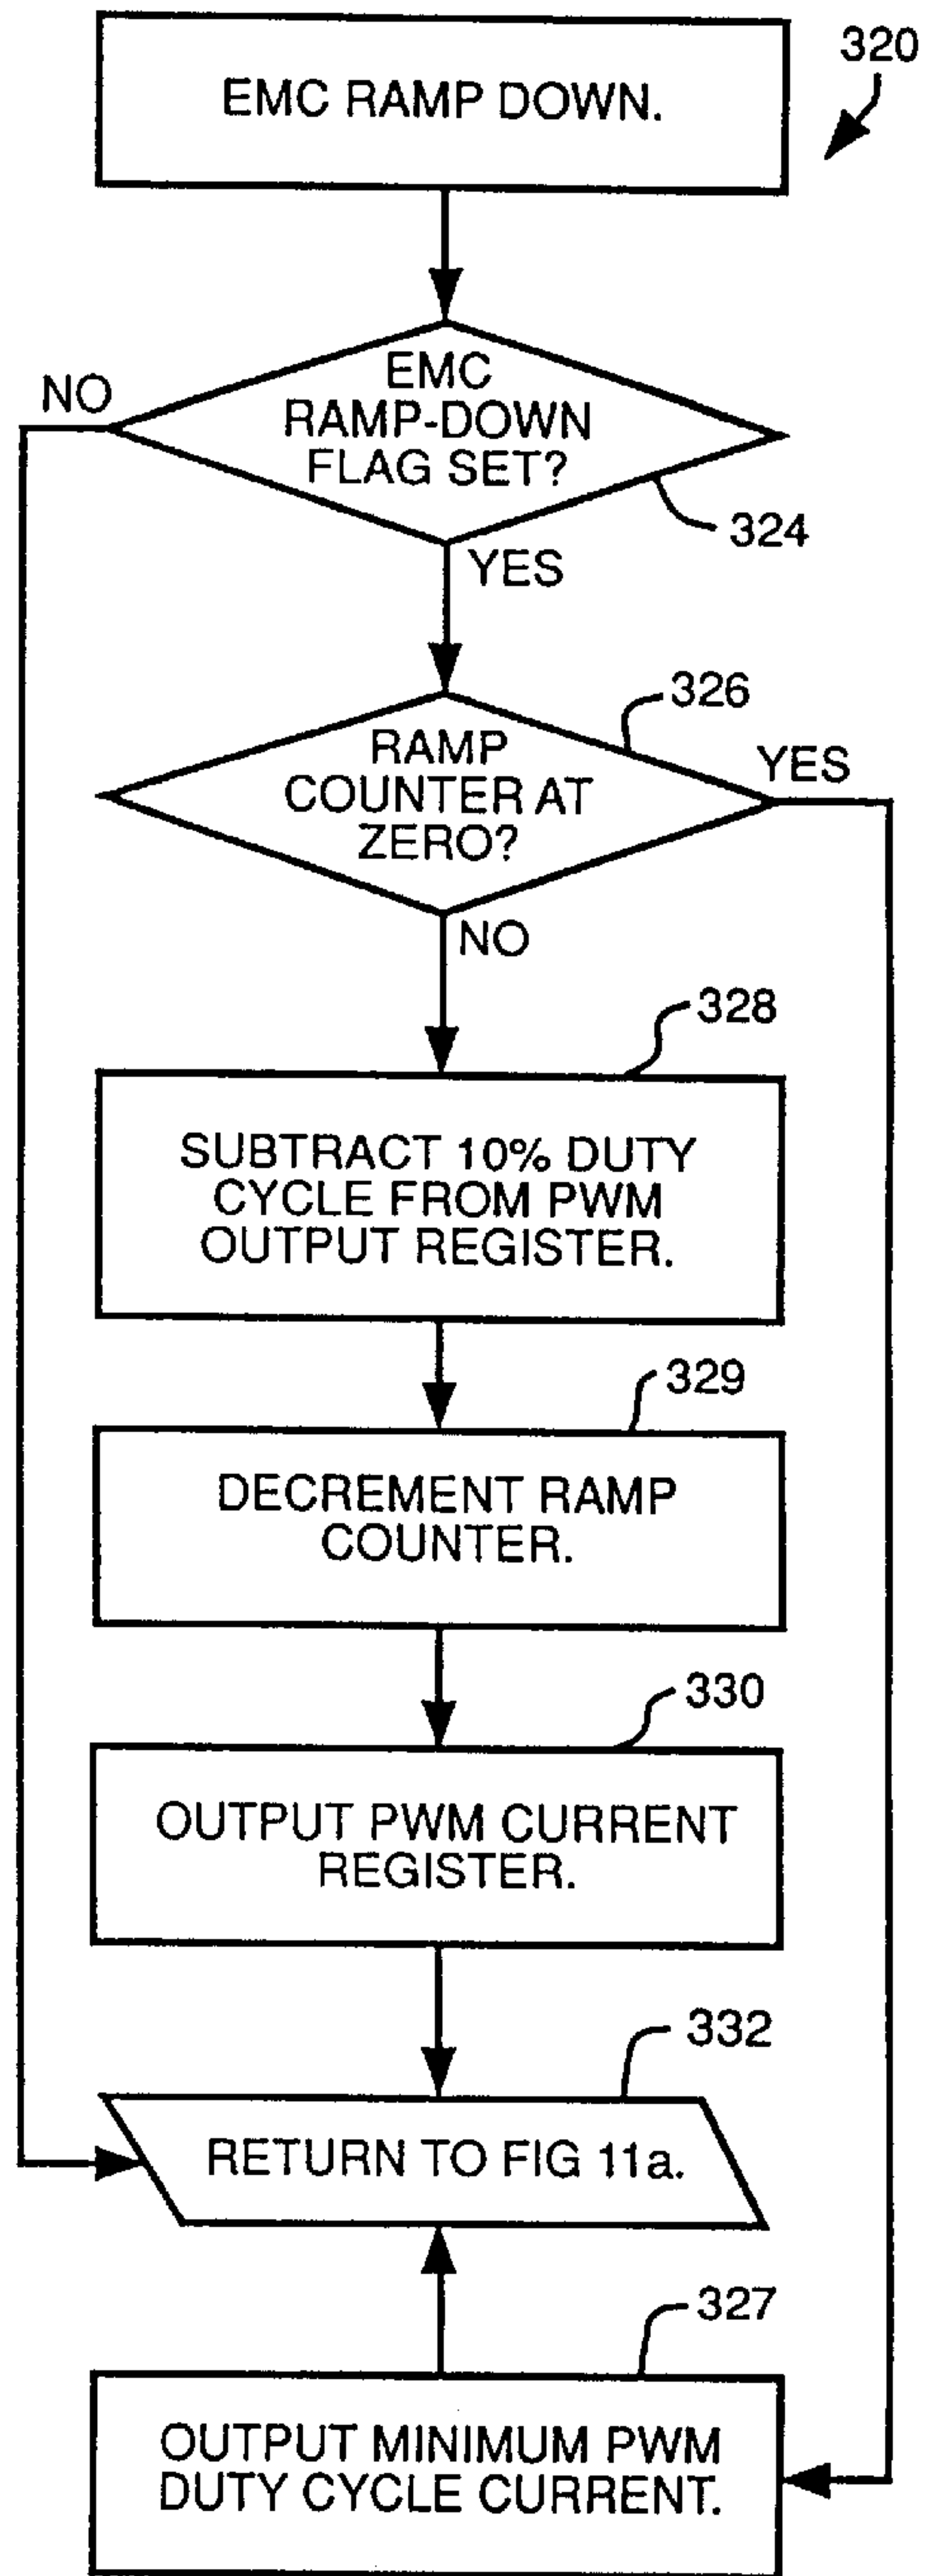 320
EMC RAMP DOWN.
NO
EMC
RAMP-DOWN
FLAG SET?
324
YES
326
RAMP
COUNTER AT
ZERO?
YES
NO
328
SUBTRACT 10% DUTY
CYCLE FROM PWM
OUTPUT REGISTER.
329
DECREMENT RAMP
COUNTER.
330
OUTPUT PWM CURRENT
REGISTER.
332
RETURN TO FIG 11a.
327
OUTPUT MINIMUM PWM
DUTY CYCLE CURRENT.